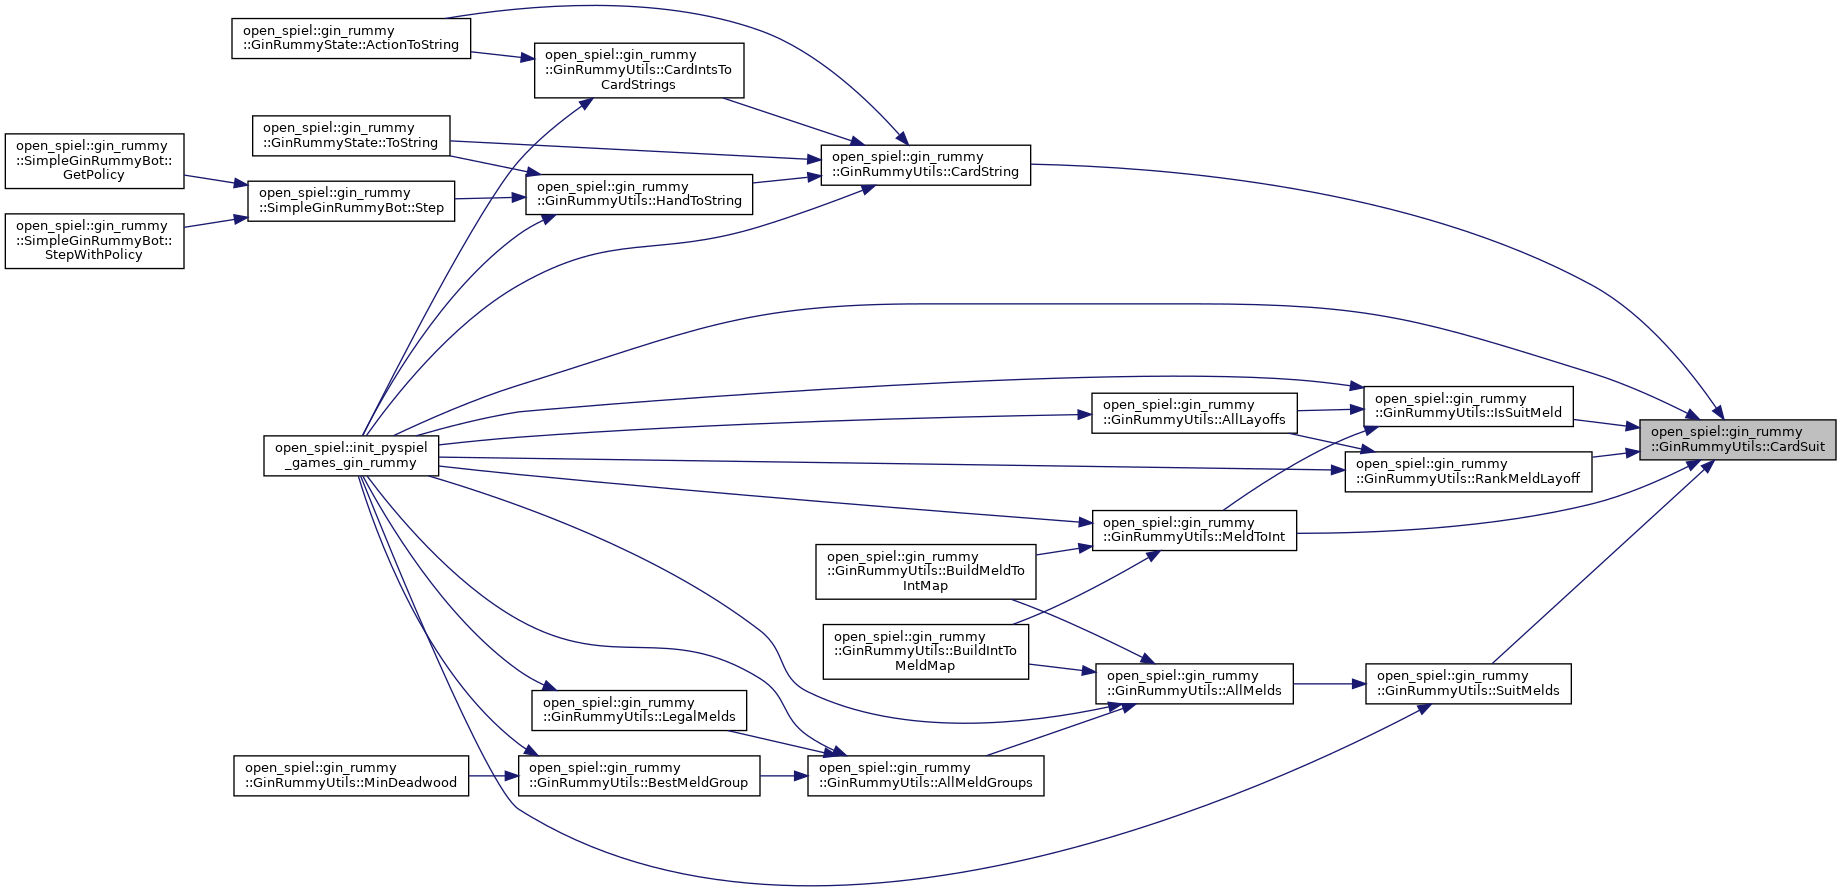 open_spiel::gin_rummy
::GinRummyState::ActionToString
open_spiel::gin_rummy
::GinRummyUtils::CardIntsTo
CardStrings
open_spiel::gin_rummy
::GinRummyState::ToString
open_spiel::gin_rummy
::SimpleGinRummyBot::
GetPolicy
open_spiel::gin_rummy
::GinRummyUtils::CardString
open_spiel::gin_rummy
::SimpleGinRummyBot::Step
open_spiel::gin_rummy
::GinRummyUtils::HandToString
open_spiel::gin_rummy
::SimpleGinRummyBot::
StepWithPolicy
open_spiel::gin_rummy
::GinRummyUtils::IsSuitMeld
open_spiel::gin_rummy
::GinRummyUtils::AllLayoffs
open_spiel::gin_rummy
::GinRummyUtils::CardSuit
open_spiel::init_pyspiel
_games_gin_rummy
open_spiel::gin_rummy
::GinRummyUtils::RankMeldLayoff
open_spiel::gin_rummy
::GinRummyUtils::MeldToInt
open_spiel::gin_rummy
::GinRummyUtils::BuildMeldTo
IntMap
open_spiel::gin_rummy
::GinRummyUtils::BuildIntTo
MeldMap
open_spiel::gin_rummy
::GinRummyUtils::AllMelds
open_spiel::gin_rummy
::GinRummyUtils::SuitMelds
open_spiel::gin_rummy
::GinRummyUtils::LegalMelds
open_spiel::gin_rummy
::GinRummyUtils::MinDeadwood
open_spiel::gin_rummy
::GinRummyUtils::BestMeldGroup
open_spiel::gin_rummy
::GinRummyUtils::AllMeldGroups